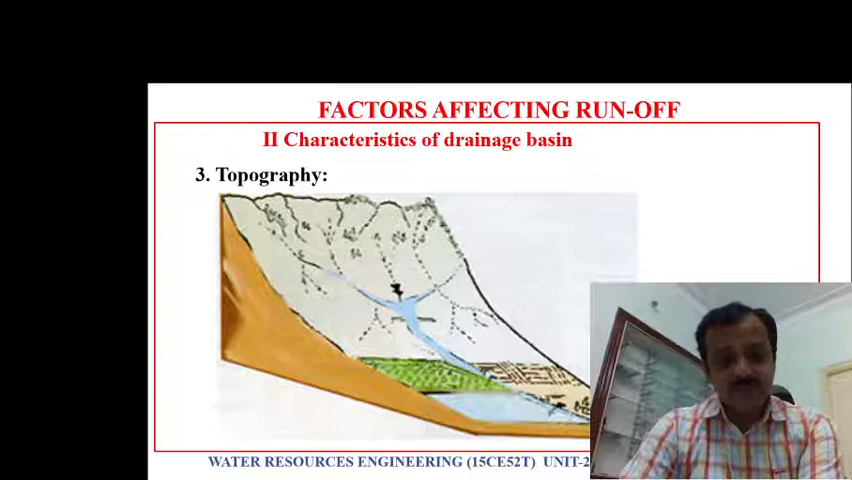 FACTORS AFFECTING RUN-OFF
II Characteristics of drainage basin
3. Topography:
WATER RESOURCES ENGINEERING (15CE52T) UNIT-2